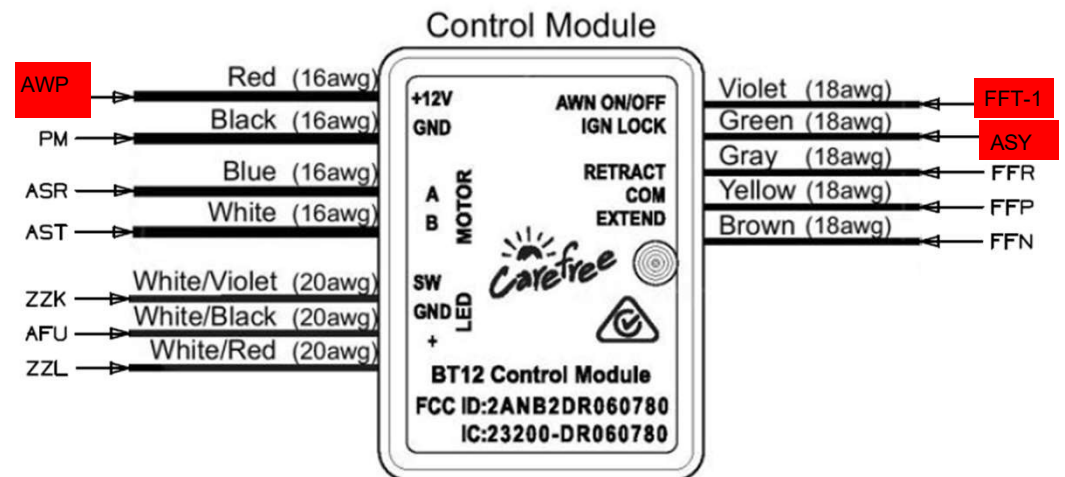 Control Module
AWP
Red (16awg)
PM
Black (16awg)
ASR
Blue (16awg)
AST
White (16awg)
ZZK
White/Violet (20awg)
AFU
White/Black (20awg)
ZZL
White/Red (20awg)
+12V
GND
A
B
MOTOR
SW
GND
+
LED
AWN ON/OFF
IGN LOCK
RETRACT
COM
EXTEND
Carefree
BT12 Control Module
FCC ID:2ANB2DR060780
IC:23200-DR060780
Violet (18awg)
FFT-1
Green (18awg)
ASY
Gray (18awg)
FFR
Yellow (18awg)
FFP
Brown (18awg)
FFN